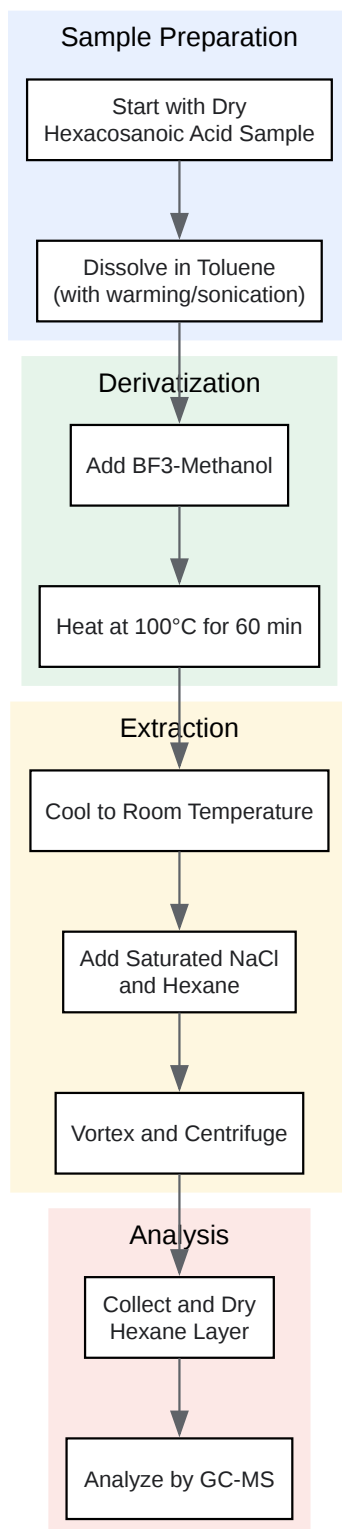 Sample Preparation
Start with Dry
Hexacosanoic Acid Sample
Dissolve in Toluene
(with warming/sonication)
Derivatization
Add BF3-Methanol
Heat at 100°C for 60 min
Extraction
Cool to Room Temperature
Add Saturated NaCl
and Hexane
Vortex and Centrifuge
Analysis
Collect and Dry
Hexane Layer
Analyze by GC-MS